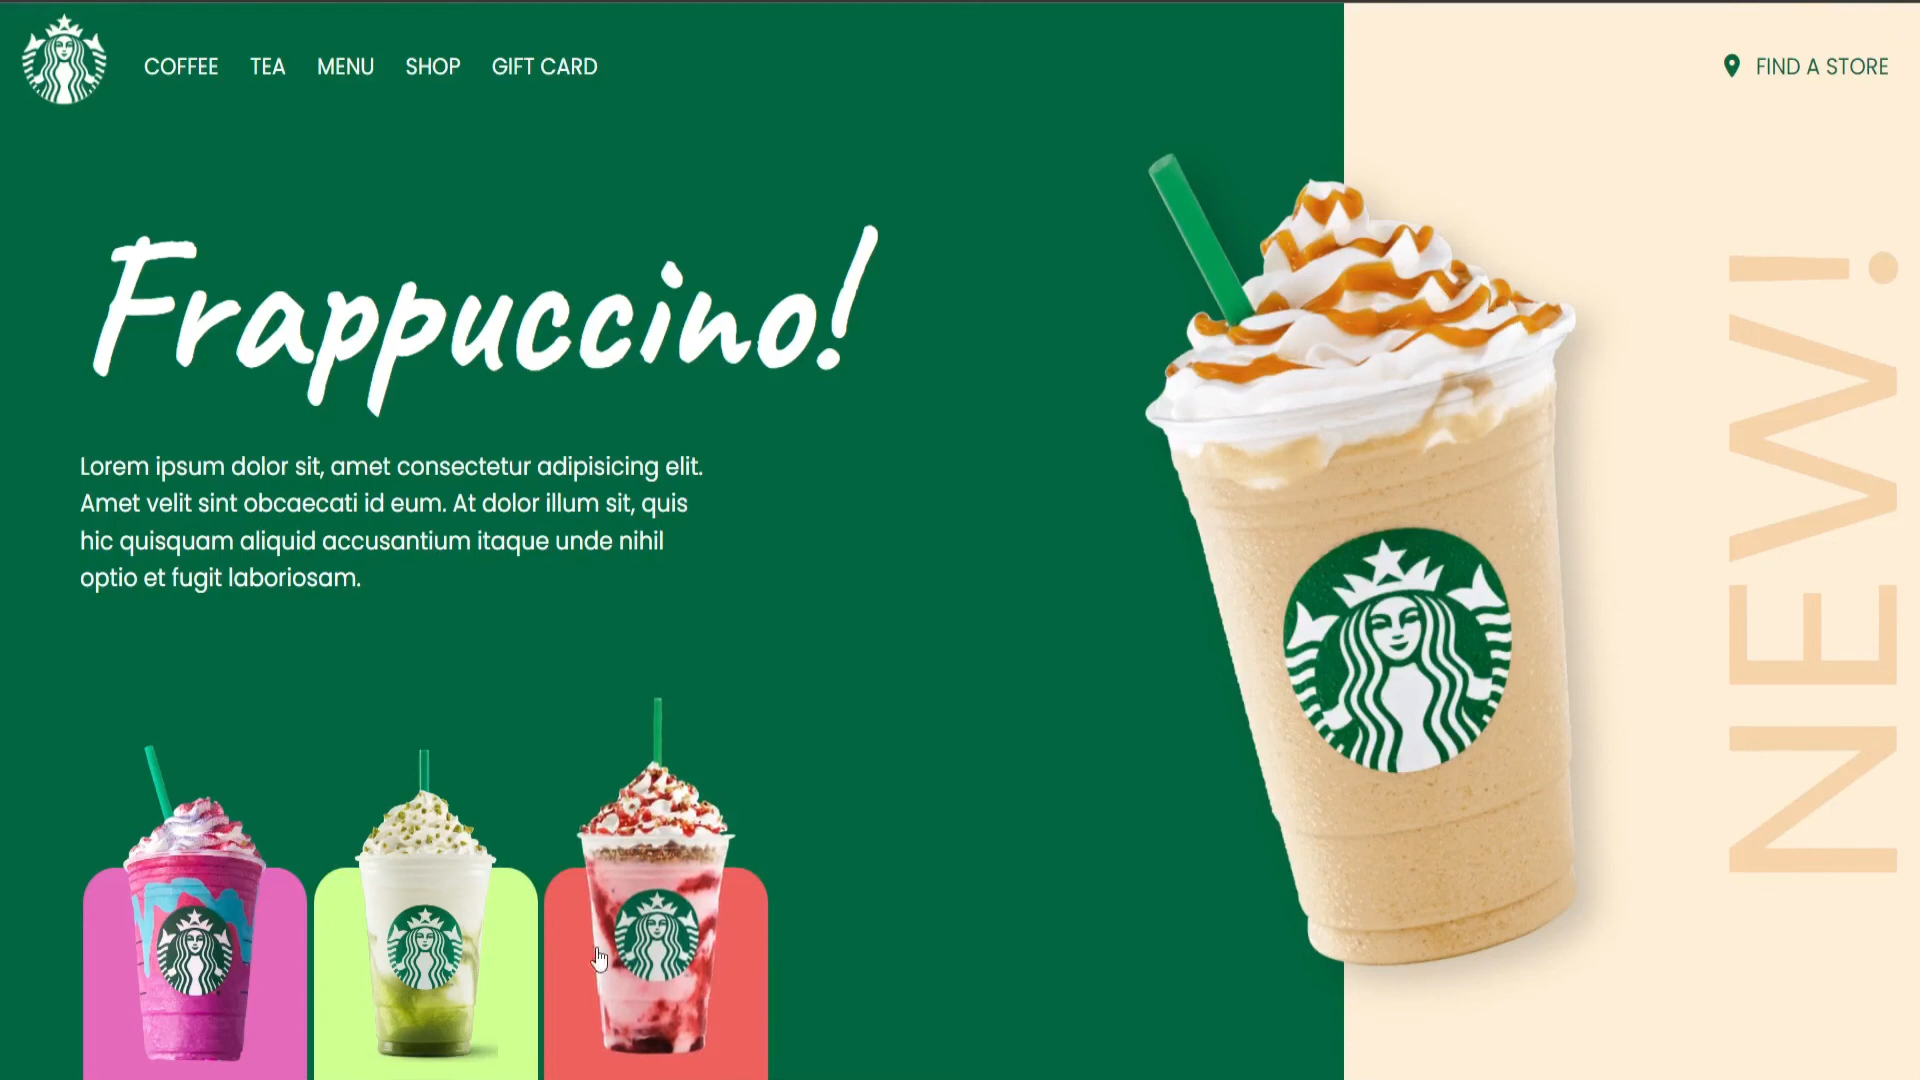 COFFEE TEA MENU SHOP GIFT CARD
FIND A STORE
Frappuccino!
Lorem ipsum dolor sit, amet consectetur adipisicing elit.
Amet velit sint obcaecati id eum. At dolor illum sit, quis
hic quisquam aliquid accusantium itaque unde nihil
optio et fugit laboriosam.
NEW!